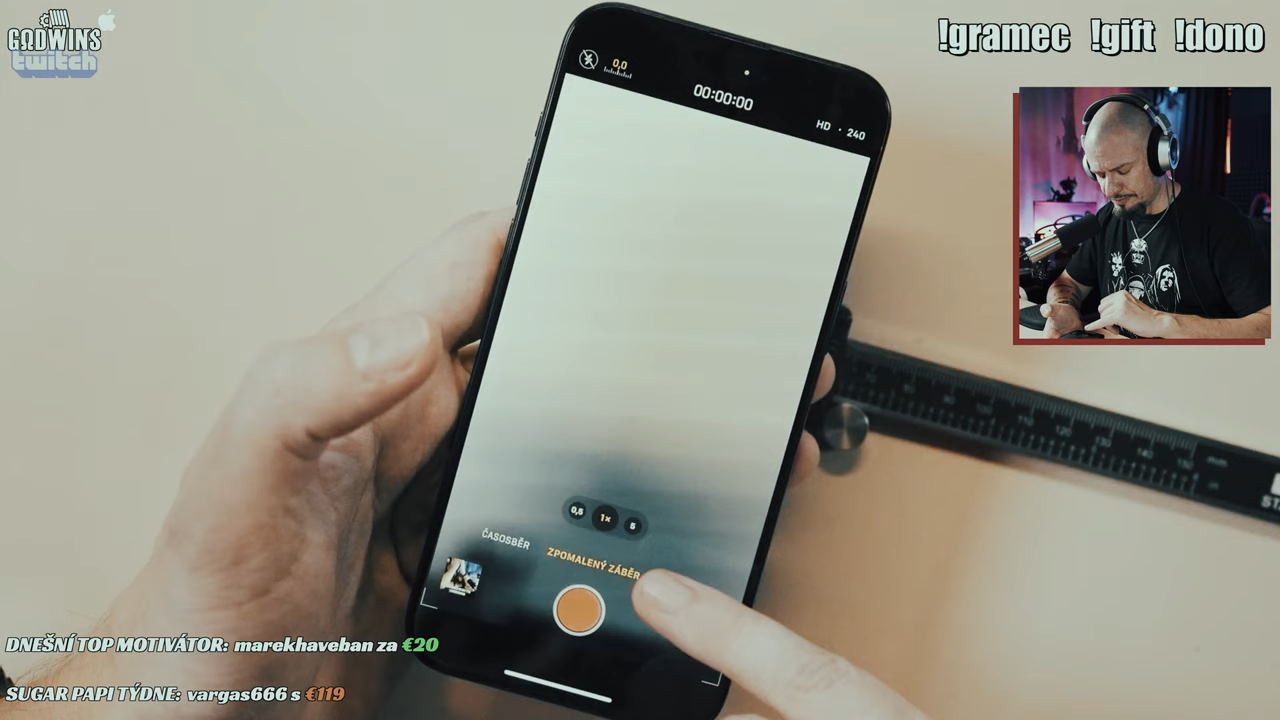 GΩDWINS
twitch
!gramec !gift !dono
0,0
00:00:00
HD · 240
0,5 1× 5
ČASOSBĚR
ZPOMALENÝ ZÁBĚR
DNEŠNÍ TOP MOTIVÁTOR: marekhaveban za €20
SUGAR PAPI TÝDNE: vargas666 s €119